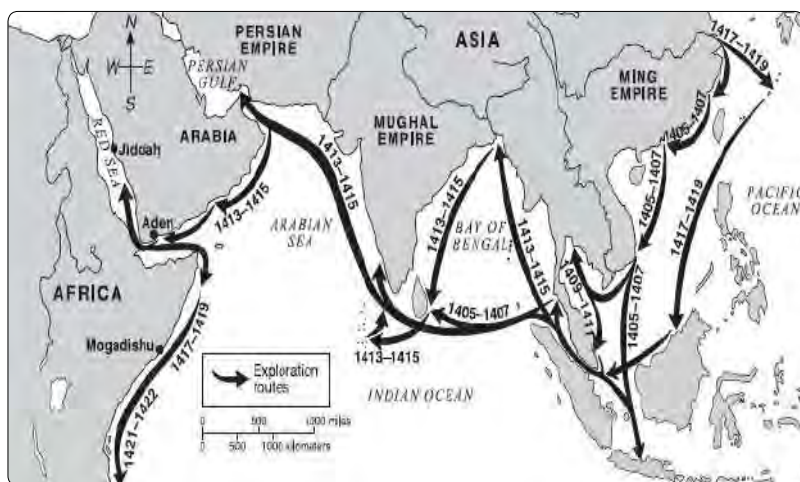 N
W E
S
PERSIAN
EMPIRE
PERSIAN
GULF
ASIA
MING
EMPIRE
1417–1419
1405–1407
ARABIA
RED SEA
Jiddah
MUGHAL
EMPIRE
1413–1415
1405–1407
1413–1415
1413–1415
ARABIAN
SEA
BAY OF
BENGAL
1413–1415
1417–1419
PACIFIC
OCEAN
Aden
AFRICA
1409–1411
1405–1407
1405–1407
1417–1419
Mogadishu
1413–1415
INDIAN OCEAN
Exploration
routes
1421–1422
0 500 1000 miles
0 500 1000 kilometers